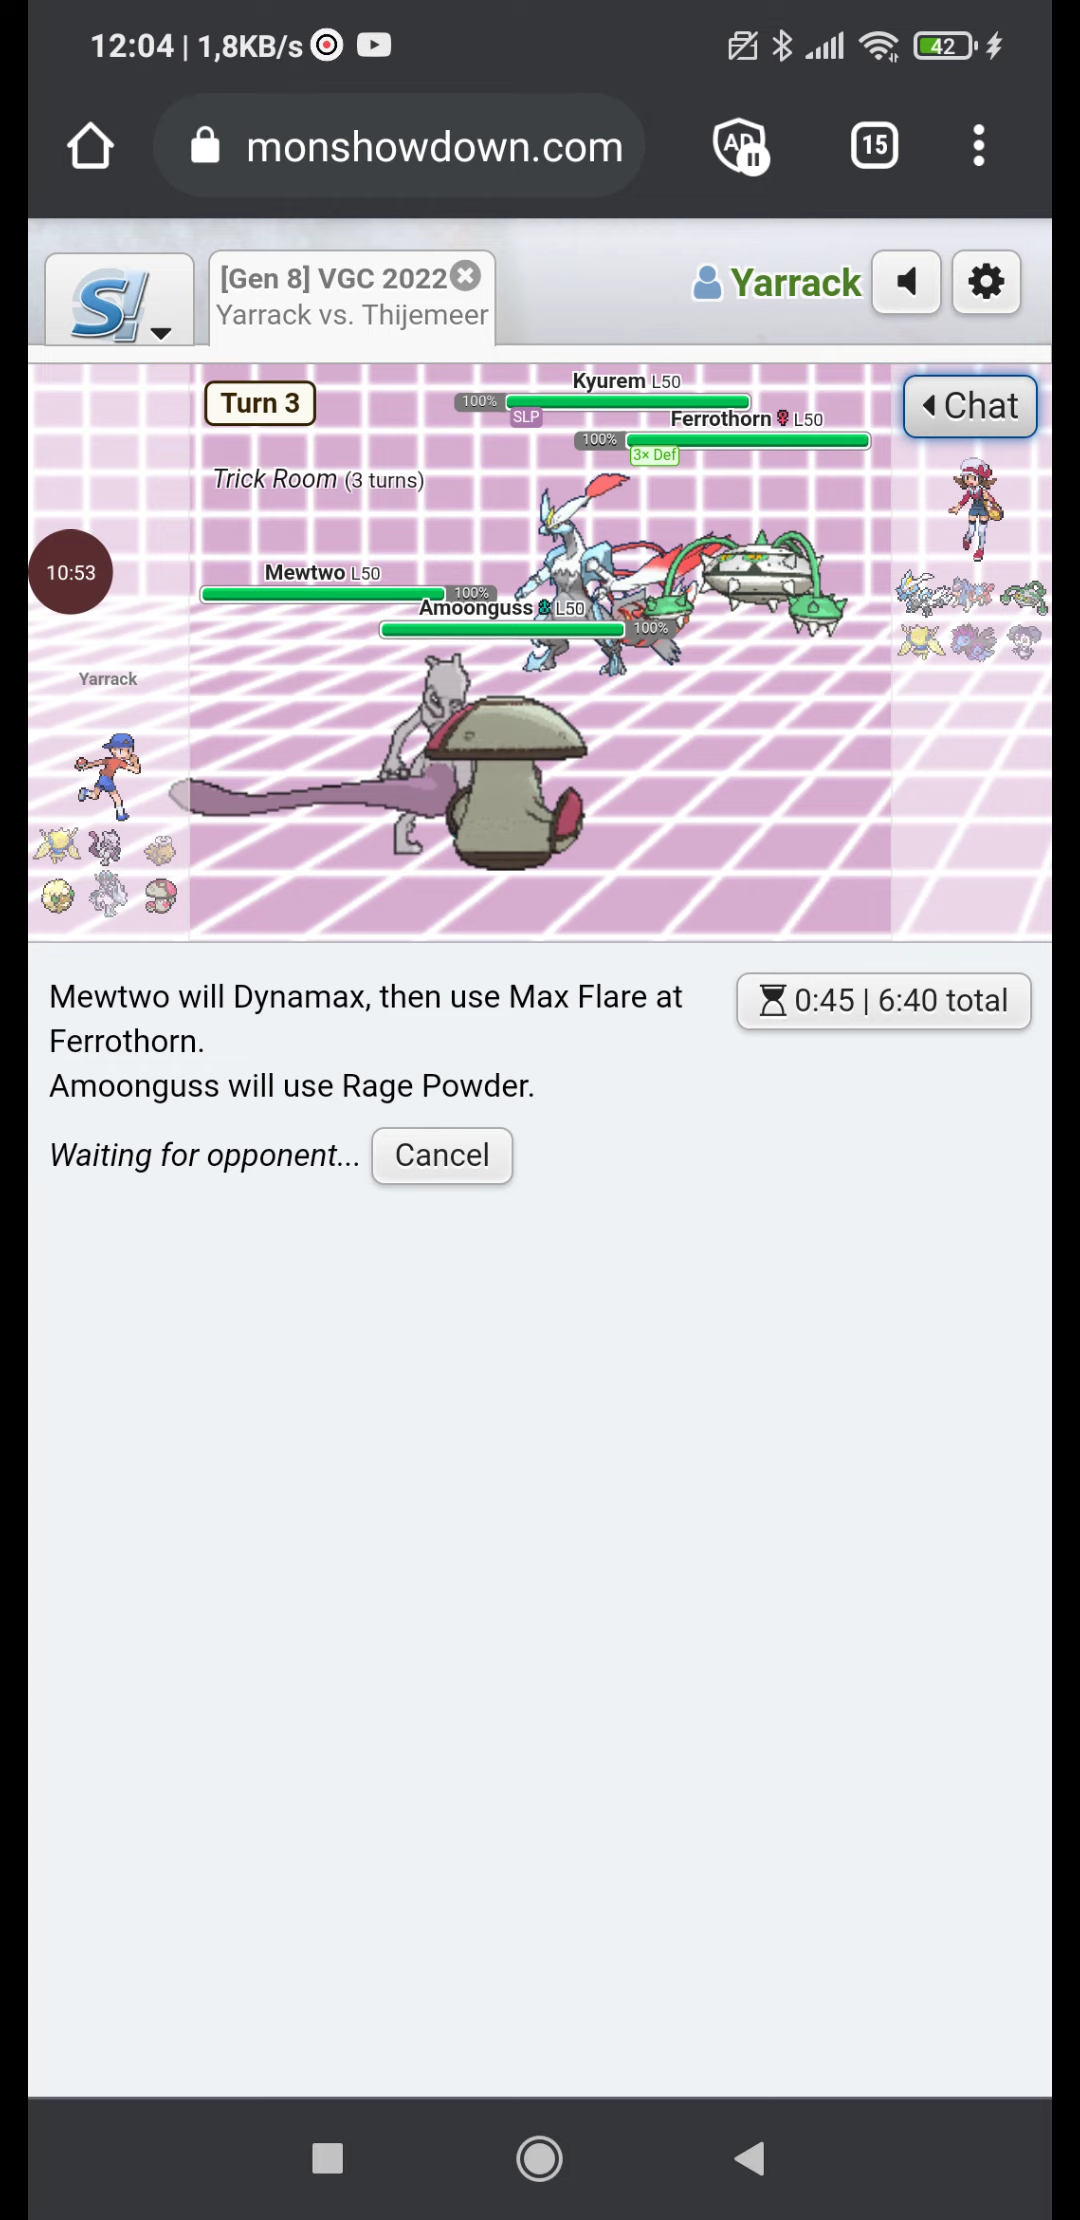 12:04 | 1,8KB/s
42
monshowdown.com
AD
15
S!
[Gen 8] VGC 2022
Yarrack vs. Thijemeer
Yarrack
Turn 3
Kyurem L50
100%
SLP
Ferrothorn L50
100%
3× Def
Chat
Trick Room (3 turns)
10:53
Mewtwo L50
100%
Amoonguss L50
100%
Yarrack
Mewtwo will Dynamax, then use Max Flare at
Ferrothorn.
Amoonguss will use Rage Powder.
0:45 | 6:40 total
Waiting for opponent...
Cancel